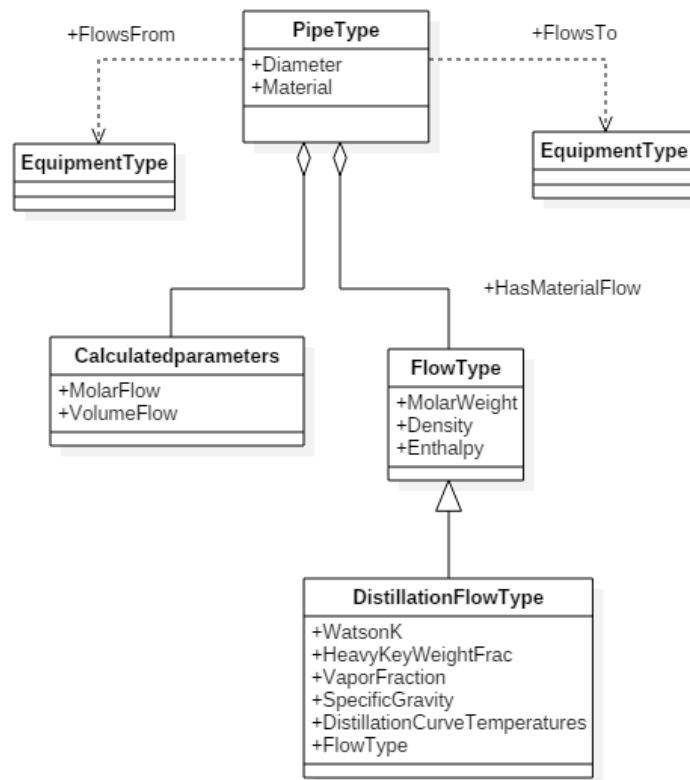 +FlowsFrom
PipeType
+FlowsTo
+Diameter
+Material
EquipmentType
EquipmentType
+HasMaterialFlow
Calculatedparameters
+MolarFlow
+VolumeFlow
FlowType
+MolarWeight
+Density
+Enthalpy
DistillationFlowType
+WatsonK
+HeavyKeyWeightFrac
+VaporFraction
+SpecificGravity
+DistillationCurveTemperatures
+FlowType